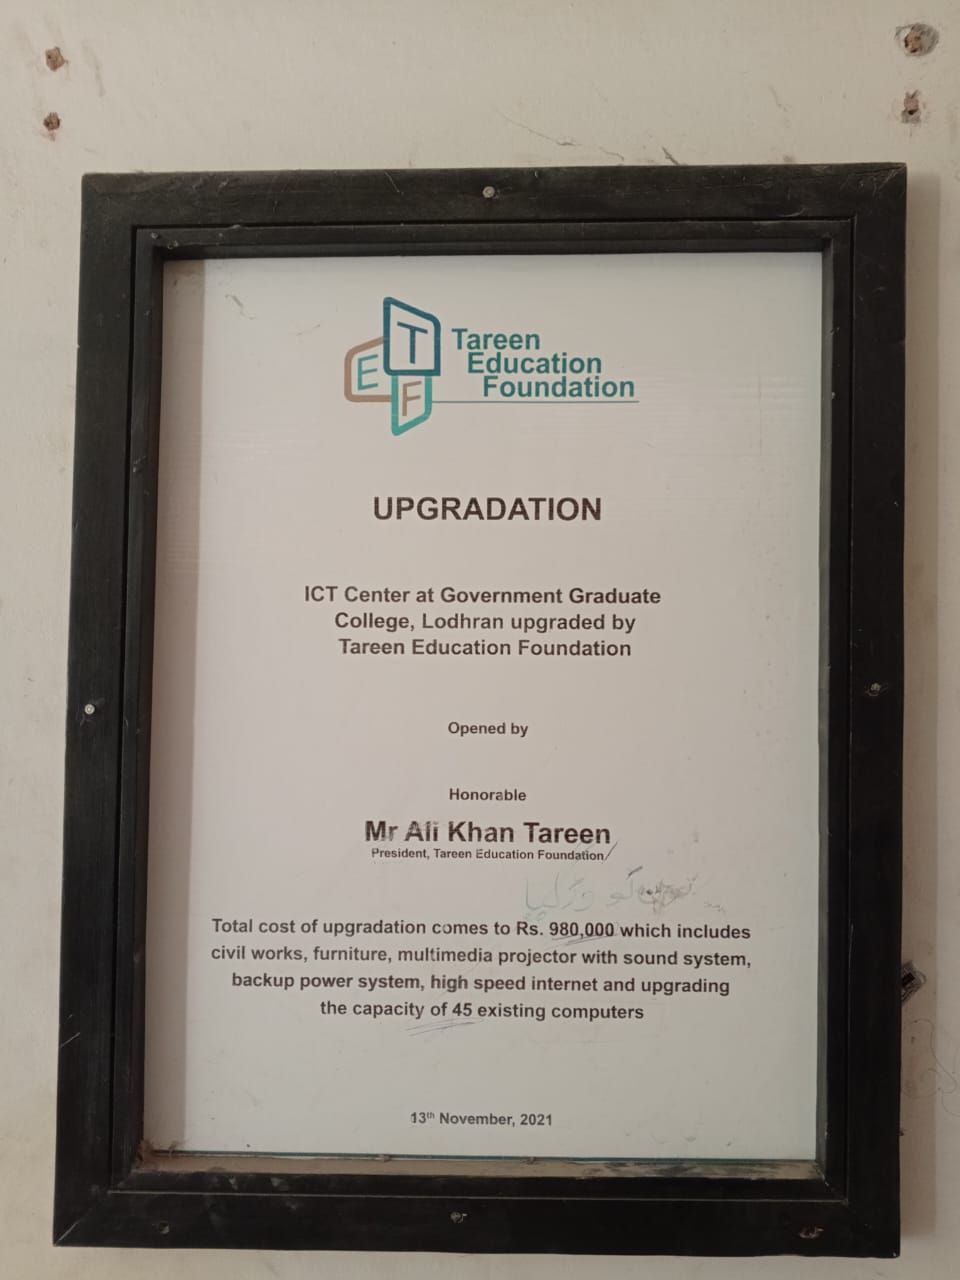 T
E
F
Tareen
Education
Foundation
UPGRADATION
ICT Center at Government Graduate
College, Lodhran upgraded by
Tareen Education Foundation
Opened by
Honorable
Mr Ali Khan Tareen
President, Tareen Education Foundation
Total cost of upgradation comes to Rs. 980,000 which includes
civil works, furniture, multimedia projector with sound system,
backup power system, high speed internet and upgrading
the capacity of 45 existing computers
13th November, 2021